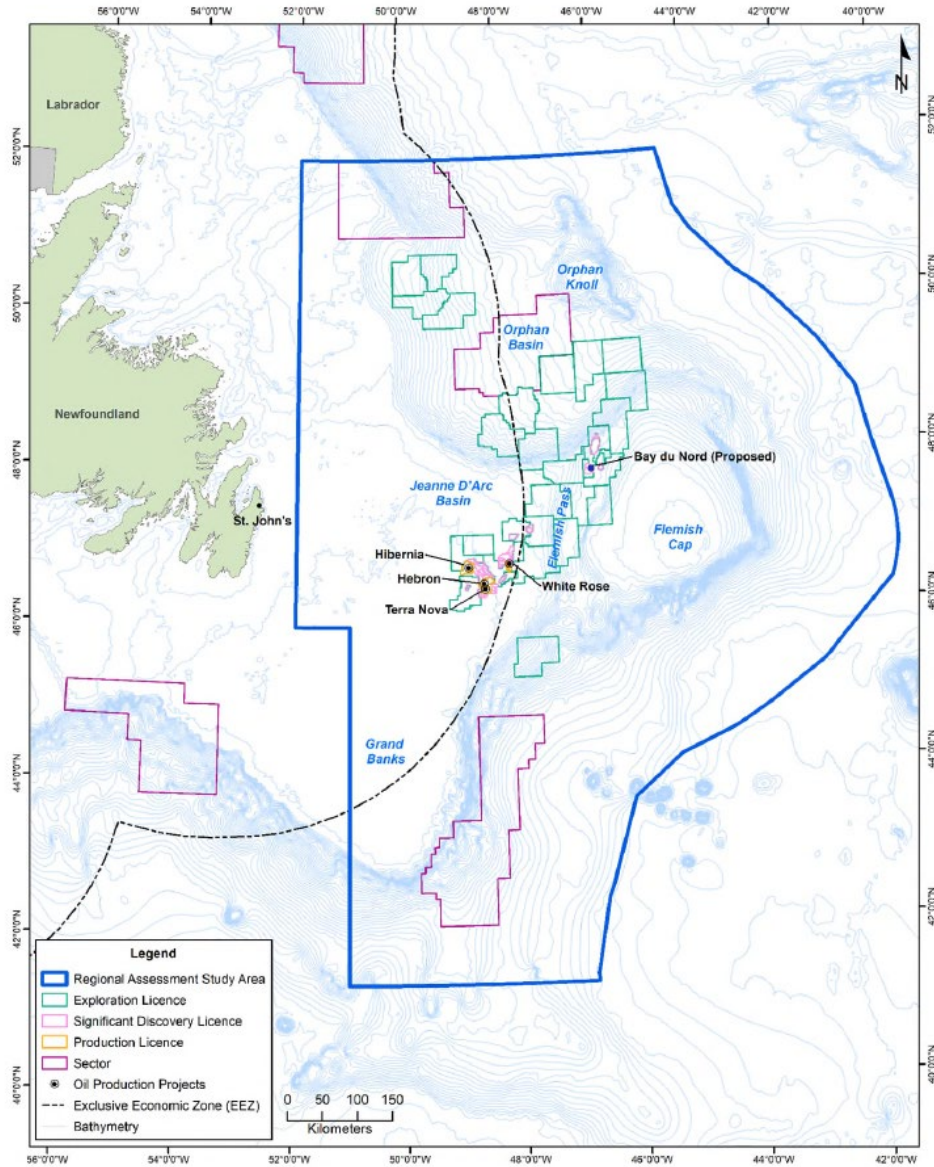 56°0'0"W 54°0'0"W 52°0'0"W 50°0'0"W 48°0'0"W 46°0'0"W 44°0'0"W 42°0'0"W 40°0'0"W
N
Labrador
52°0'0"N
52°0'0"N
Orphan
Knoll
50°0'0"N
50°0'0"N
Orphan
Basin
Newfoundland
48°0'0"N
48°0'0"N
Bay du Nord (Proposed)
Jeanne D'Arc
Basin
Flemish Pass
St. John's
Flemish
Cap
Hibernia
Hebron
White Rose
Terra Nova
46°0'0"N
46°0'0"N
Grand
Banks
44°0'0"N
44°0'0"N
42°0'0"N
42°0'0"N
Legend
Regional Assessment Study Area
Exploration Licence
Significant Discovery Licence
Production Licence
Sector
Oil Production Projects
Exclusive Economic Zone (EEZ)
Bathymetry
40°0'0"N
40°0'0"N
0 50 100 150
Kilometers
56°0'0"W 54°0'0"W 52°0'0"W 50°0'0"W 48°0'0"W 46°0'0"W 44°0'0"W 42°0'0"W